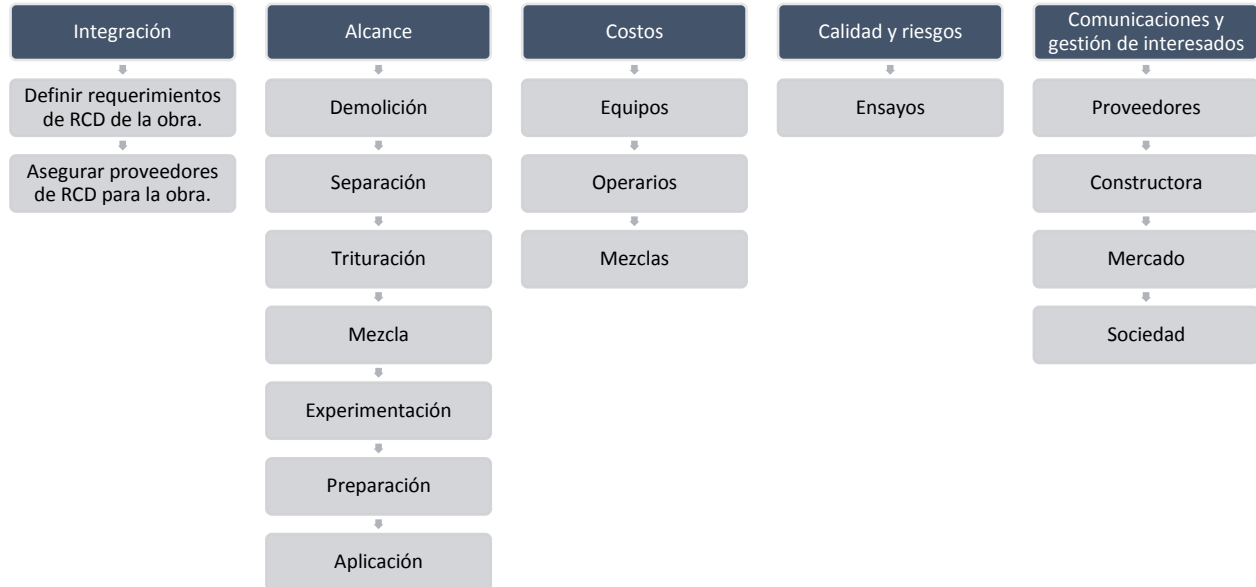 Integración
Definir requerimientos
de RCD de la obra.
Asegurar proveedores
de RCD para la obra.
Alcance
Demolición
Separación
Trituración
Mezcla
Experimentación
Preparación
Aplicación
Costos
Equipos
Operarios
Mezclas
Calidad y riesgos
Ensayos
Comunicaciones y
gestión de interesados
Proveedores
Constructora
Mercado
Sociedad